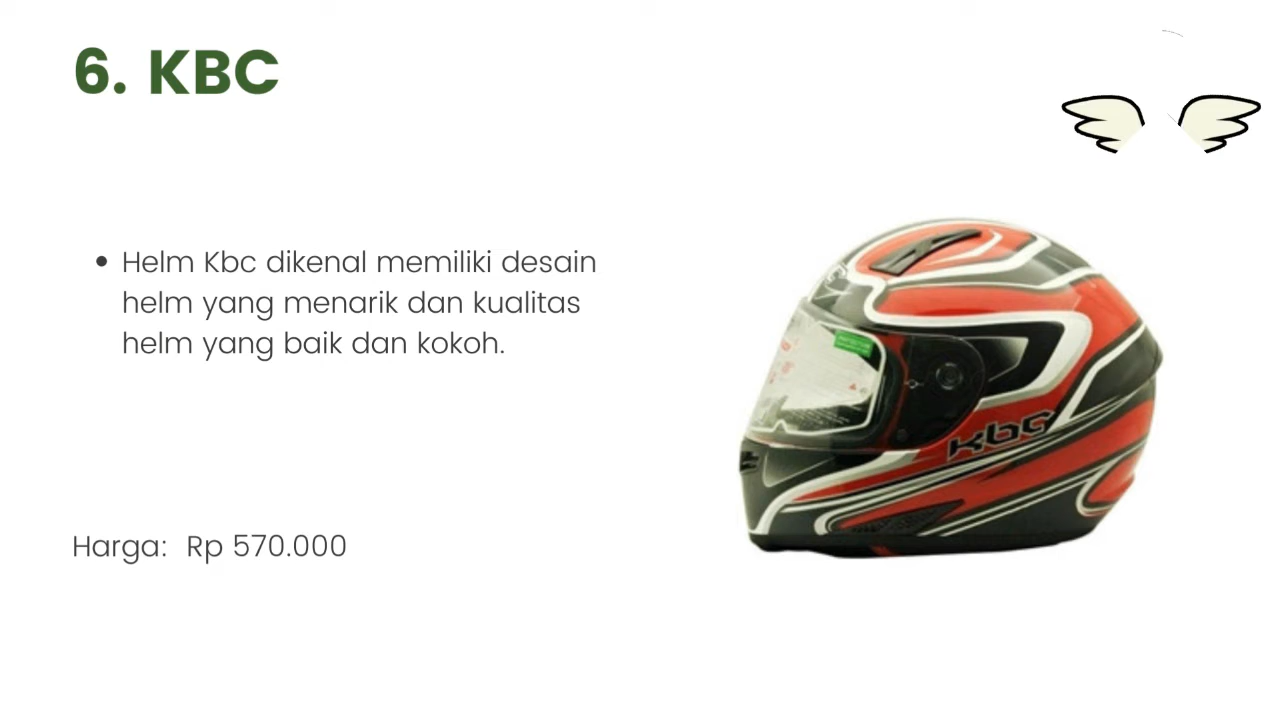 6. KBC
Helm Kbc dikenal memiliki desain
helm yang menarik dan kualitas
helm yang baik dan kokoh.
kbc
Harga: Rp 570.000